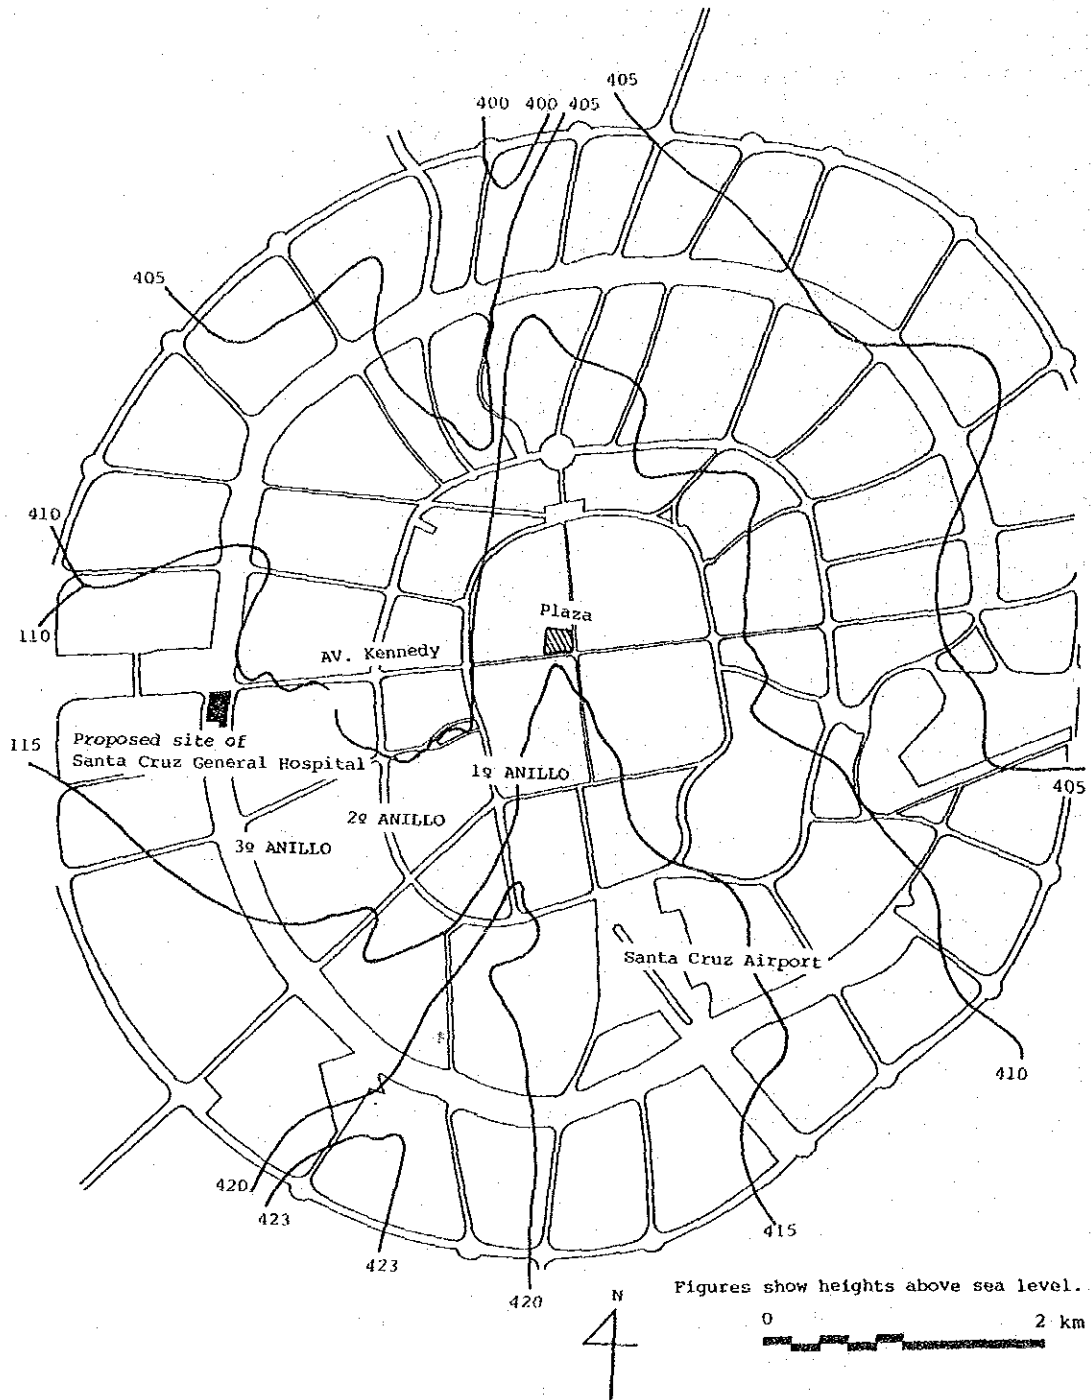 405
400 400 405
405
410
110
Plaza
AV. Kennedy
115
Proposed site of
Santa Cruz General Hospital
1º ANILLO
2º ANILLO
3º ANILLO
405
Santa Cruz Airport
410
420
423
423
420
415
Figures show heights above sea level.
N
0 2 km